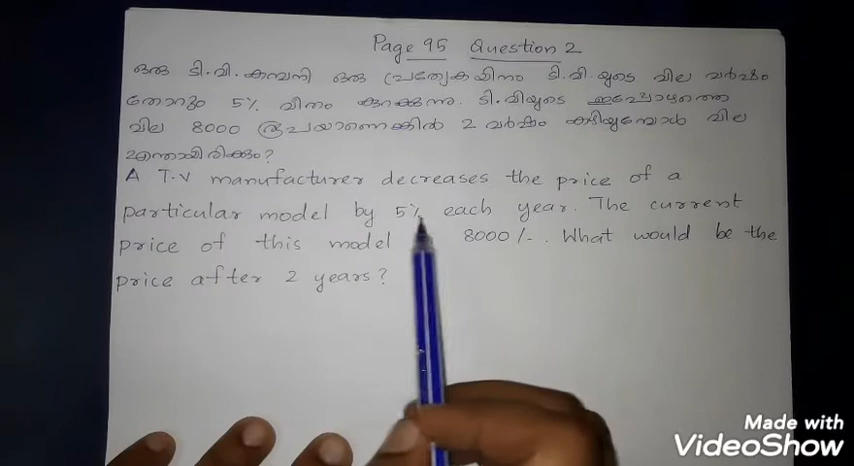 Page 95 Question 2
ഒരു ടി.വി. കമ്പനി ഒരു പ്രത്യേകയിനം ടി.വി.യുടെ വില വർഷം
തോറും 5% വീതം കുറക്കുന്നു. ടി.വിയുടെ ഇപ്പോഴത്തെ
വില 8000 രൂപയാണെങ്കിൽ 2 വർഷം കഴിയുമ്പോൾ വില
എന്തായിരിക്കും?
A T.V manufacturer decreases the price of a
particular model by 5% each year. The current
price of this model 8000/-. What would be the
price after 2 years?
Made with
VideoShow